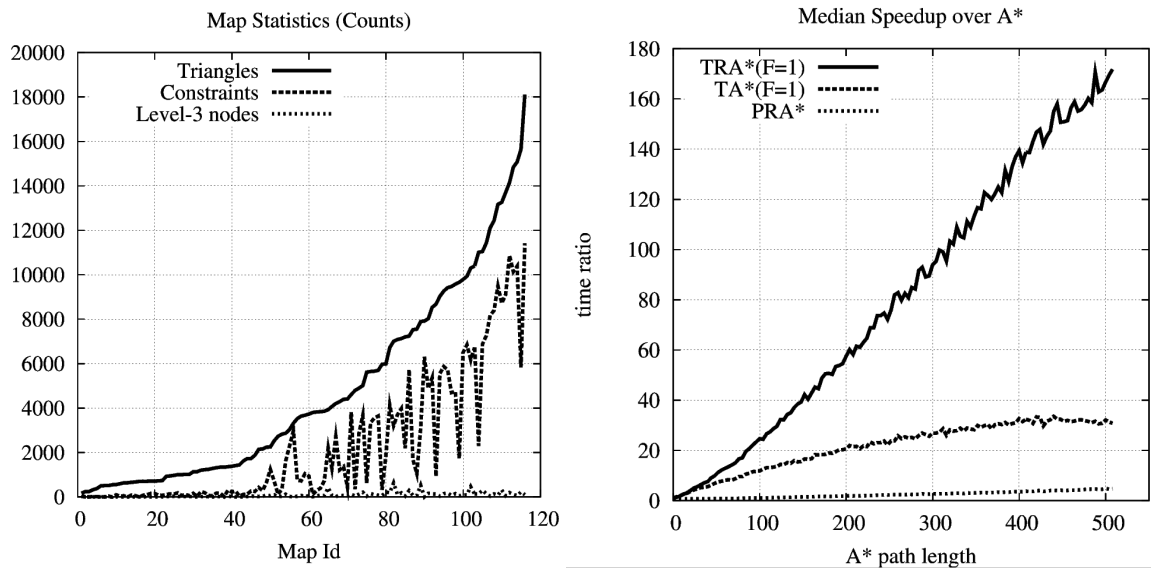 Map Statistics (Counts)
20000
18000
16000
14000
12000
10000
8000
6000
4000
2000
0
Triangles
Constraints
Level-3 nodes
0 20 40 60 80 100 120
Map Id
Median Speedup over A*
180
160
140
120
100
80
60
40
20
0
time ratio
TRA*(F=1)
TA*(F=1)
PRA*
0 100 200 300 400 500
A* path length